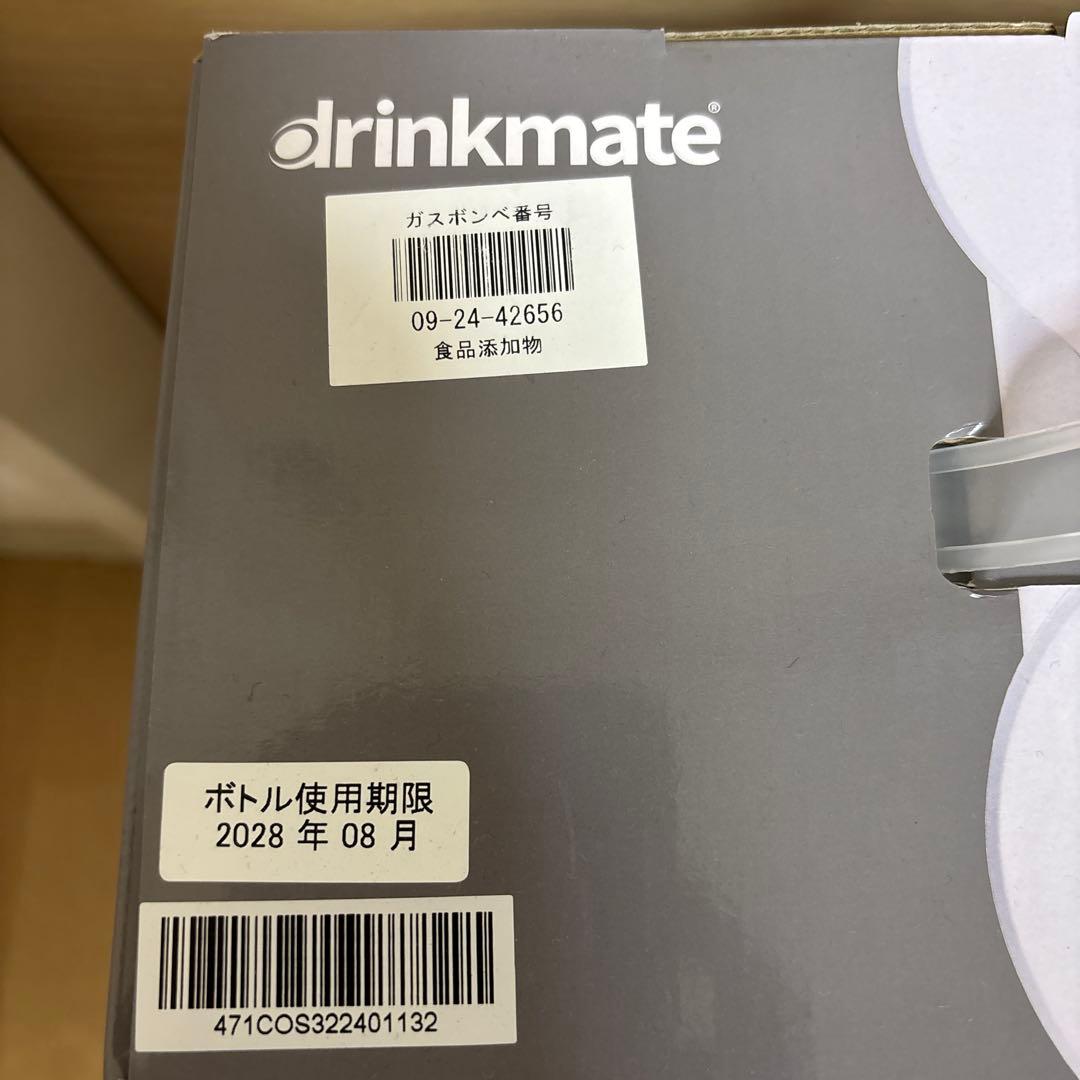 drinkmate®
ガスボンベ番号
09-24-42656
食品添加物
ボトル使用期限
2028 年 08 月
471COS322401132